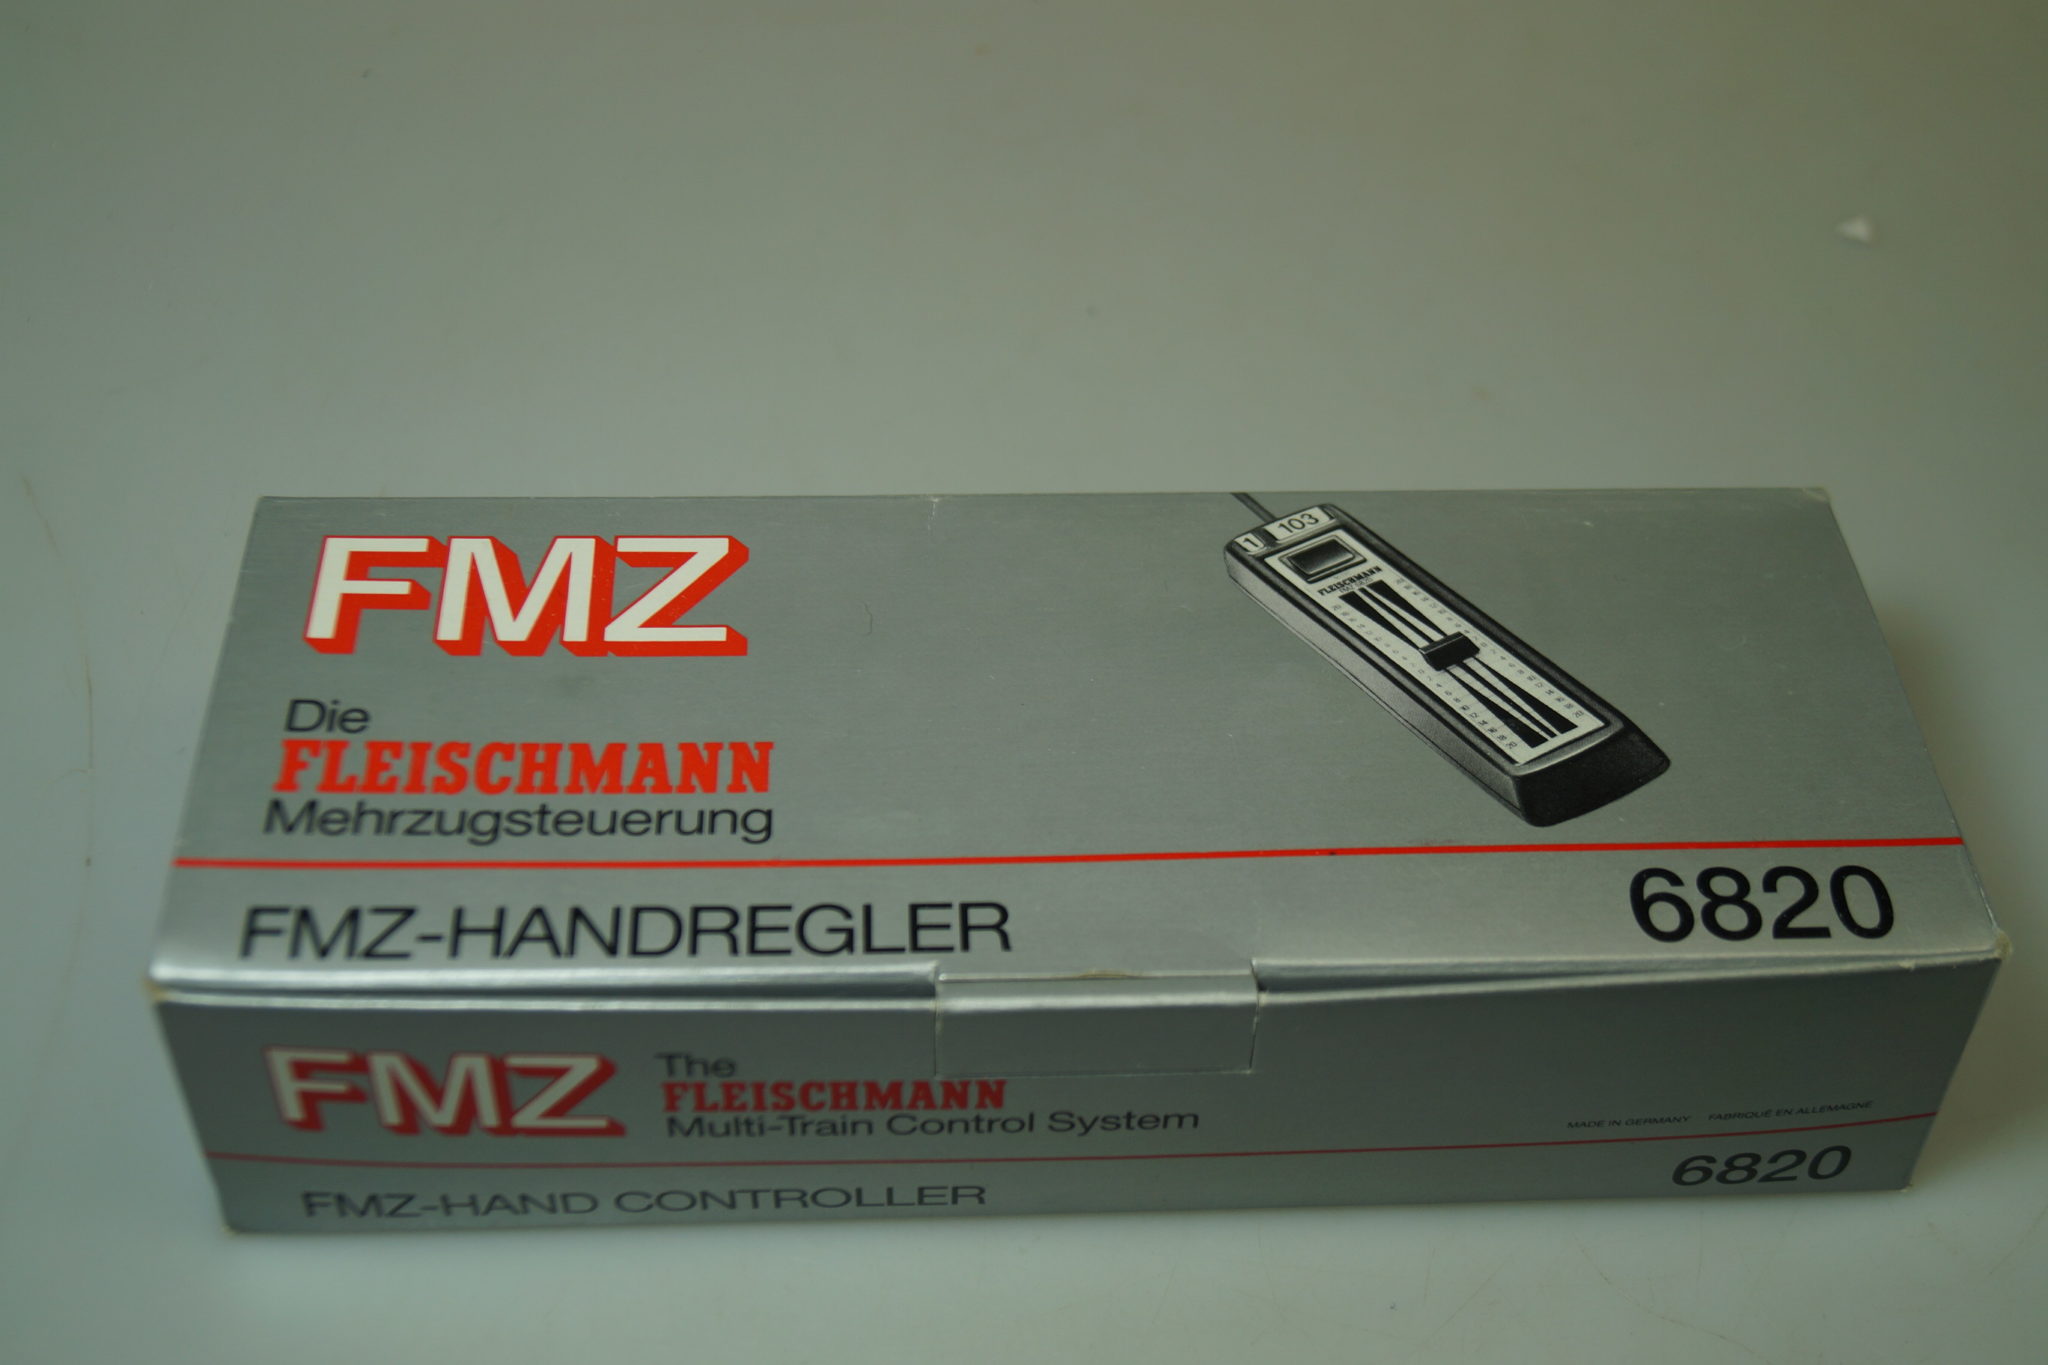 FMZ
Die
FLEISCHMANN
Mehrzugsteuerung
1 103
FLEISCHMANN
FMZ-HANDREGLER
6820
FMZ
The
FLEISCHMANN
Multi-Train Control System
MADE IN GERMANY FABRIQUÉ EN ALLEMAGNE
FMZ-HAND CONTROLLER
6820